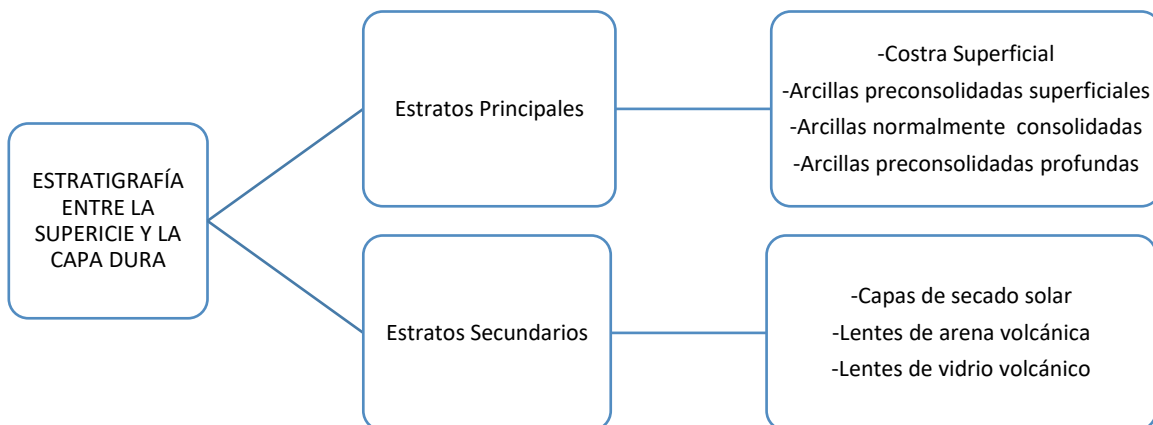 ESTRATIGRAFÍA
ENTRE LA
SUPERICIE Y LA
CAPA DURA
Estratos Principales
-Costra Superficial
-Arcillas preconsolidadas superficiales
-Arcillas normalmente consolidadas
-Arcillas preconsolidadas profundas
Estratos Secundarios
-Capas de secado solar
-Lentes de arena volcánica
-Lentes de vidrio volcánico